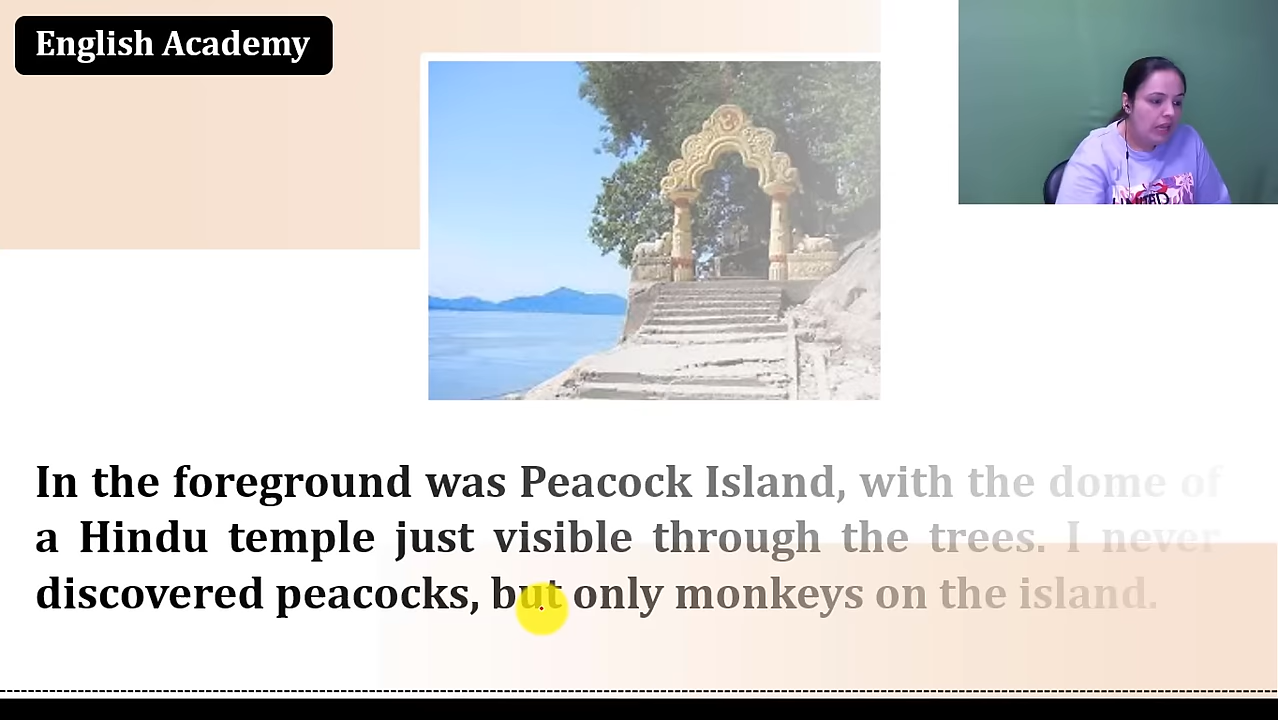 English Academy
In the foreground was Peacock Island, with the dome of
a Hindu temple just visible through the trees. I never
discovered peacocks, but only monkeys on the island.